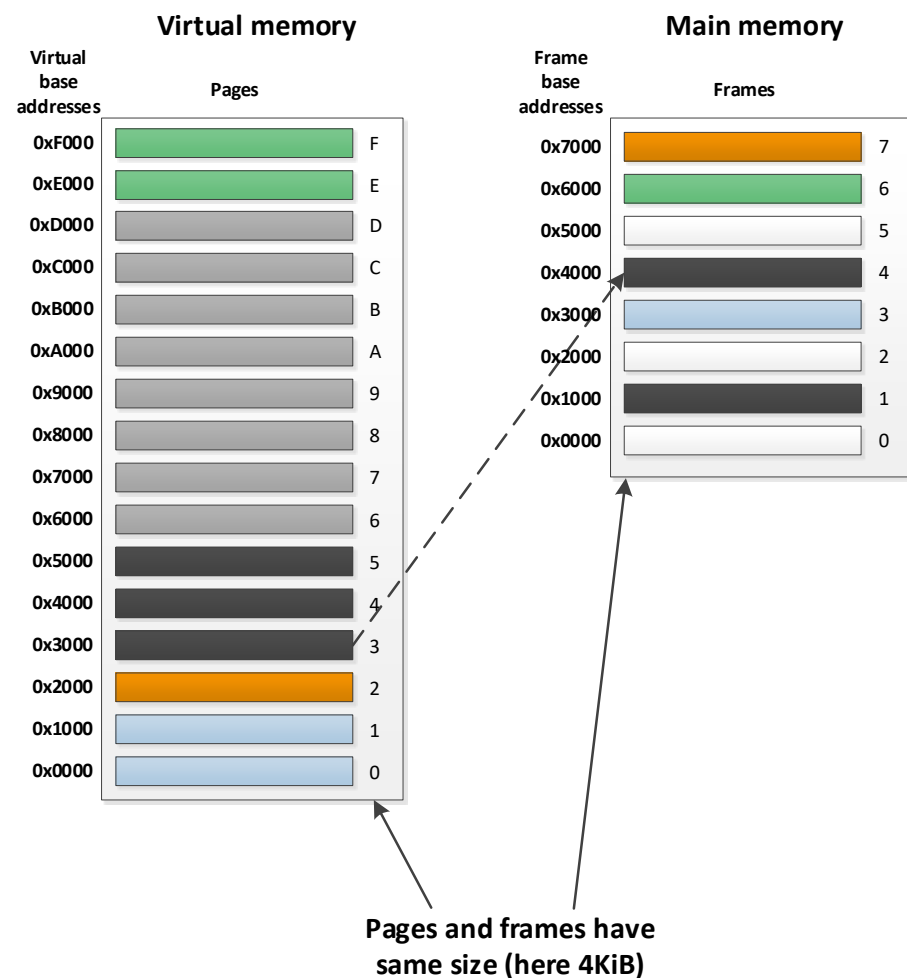 Virtual memory
Virtual
base
addresses
Pages
0xF000 F
0xE000 E
0xD000 D
0xC000 C
0xB000 B
0xA000 A
0x9000 9
0x8000 8
0x7000 7
0x6000 6
0x5000 5
0x4000 4
0x3000 3
0x2000 2
0x1000 1
0x0000 0
Main memory
Frame
base
addresses
Frames
0x7000 7
0x6000 6
0x5000 5
0x4000 4
0x3000 3
0x2000 2
0x1000 1
0x0000 0
Pages and frames have
same size (here 4KiB)